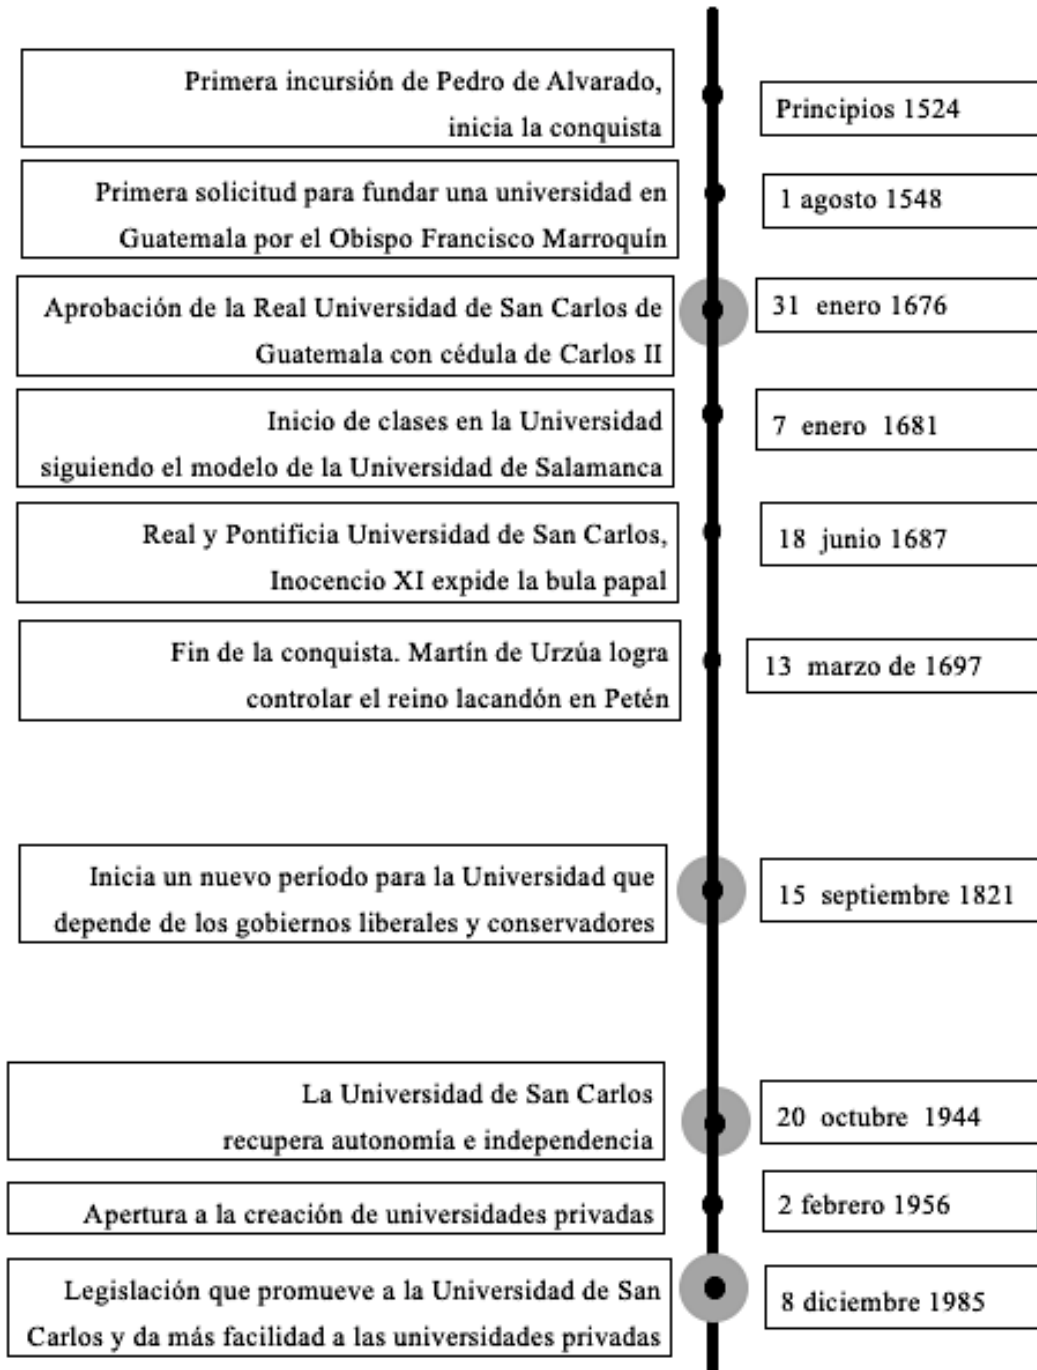 Primera incursión de Pedro de Alvarado,
inicia la conquista
Principios 1524
Primera solicitud para fundar una universidad en
Guatemala por el Obispo Francisco Marroquín
1 agosto 1548
Aprobación de la Real Universidad de San Carlos de
Guatemala con cédula de Carlos II
31 enero 1676
Inicio de clases en la Universidad
siguiendo el modelo de la Universidad de Salamanca
7 enero 1681
Real y Pontificia Universidad de San Carlos,
Inocencio XI expide la bula papal
18 junio 1687
Fin de la conquista. Martín de Urzúa logra
controlar el reino lacandón en Petén
13 marzo de 1697
Inicia un nuevo período para la Universidad que
depende de los gobiernos liberales y conservadores
15 septiembre 1821
La Universidad de San Carlos
recupera autonomía e independencia
20 octubre 1944
Apertura a la creación de universidades privadas
2 febrero 1956
Legislación que promueve a la Universidad de San
Carlos y da más facilidad a las universidades privadas
8 diciembre 1985